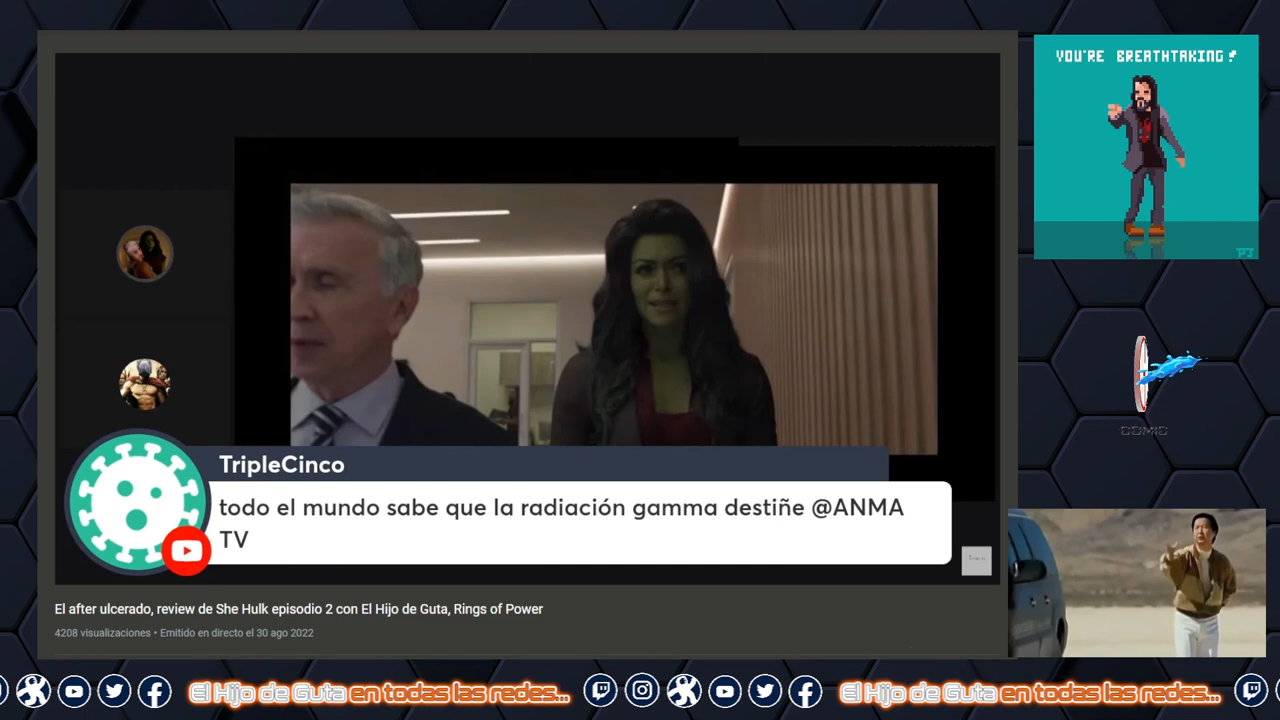 YOU'RE BREATHTAKING!
PJ
COMIC
TripleCinco
todo el mundo sabe que la radiación gamma destiñe @ANMA
TV
El after ulcerado, review de She Hulk episodio 2 con El Hijo de Guta, Rings of Power
4208 visualizaciones • Emitido en directo el 30 ago 2022
El Hijo de Guta en todas las redes... El Hijo de Guta en todas las redes...